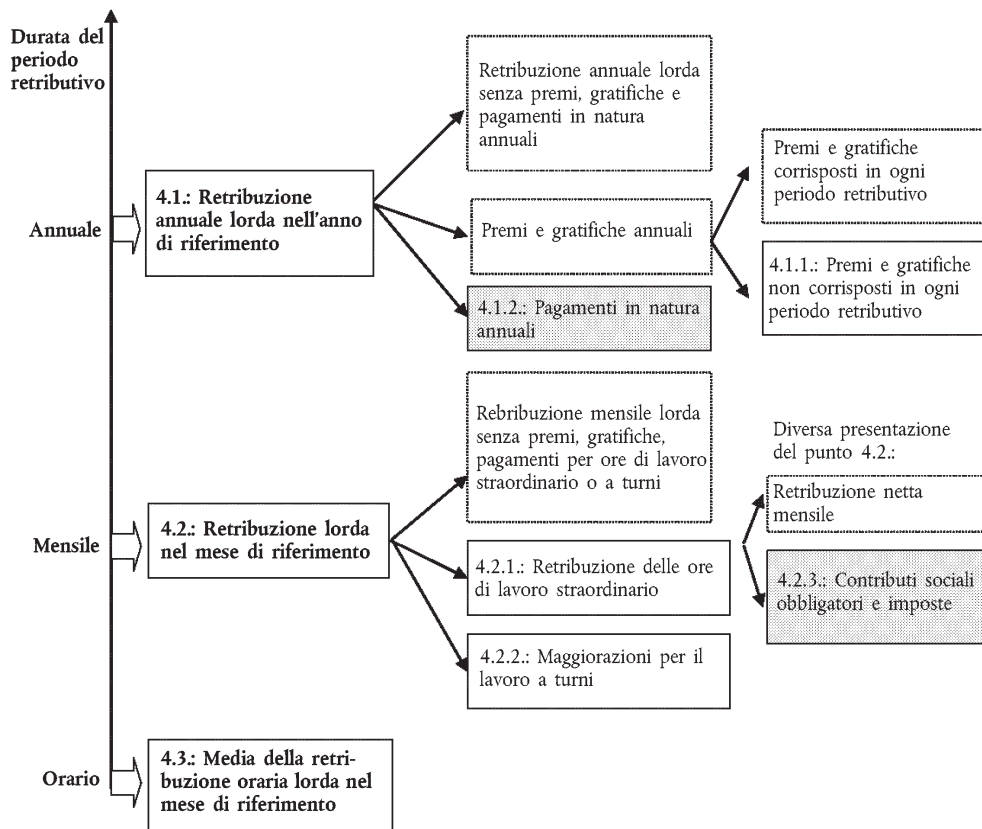 Durata del
periodo
retributivo
Annuale
4.1.: Retribuzione
annuale lorda nell'anno
di riferimento
Retribuzione annuale lorda
senza premi, gratifiche e
pagamenti in natura
annuali
Premi e gratifiche annuali
4.1.2.: Pagamenti in natura
annuali
Premi e gratifiche
corrisposti in ogni
periodo retributivo
4.1.1.: Premi e gratifiche
non corrisposti in ogni
periodo retributivo
Mensile
4.2.: Retribuzione lorda
nel mese di riferimento
Rebribuzione mensile lorda
senza premi, gratifiche,
pagamenti per ore di lavoro
straordinario o a turni
4.2.1.: Retribuzione delle ore
di lavoro straordinario
4.2.2.: Maggiorazioni per il
lavoro a turni
Diversa presentazione
del punto 4.2.:
Retribuzione netta
mensile
4.2.3.: Contributi sociali
obbligatori e imposte
Orario
4.3.: Media della retri-
buzione oraria lorda nel
mese di riferimento